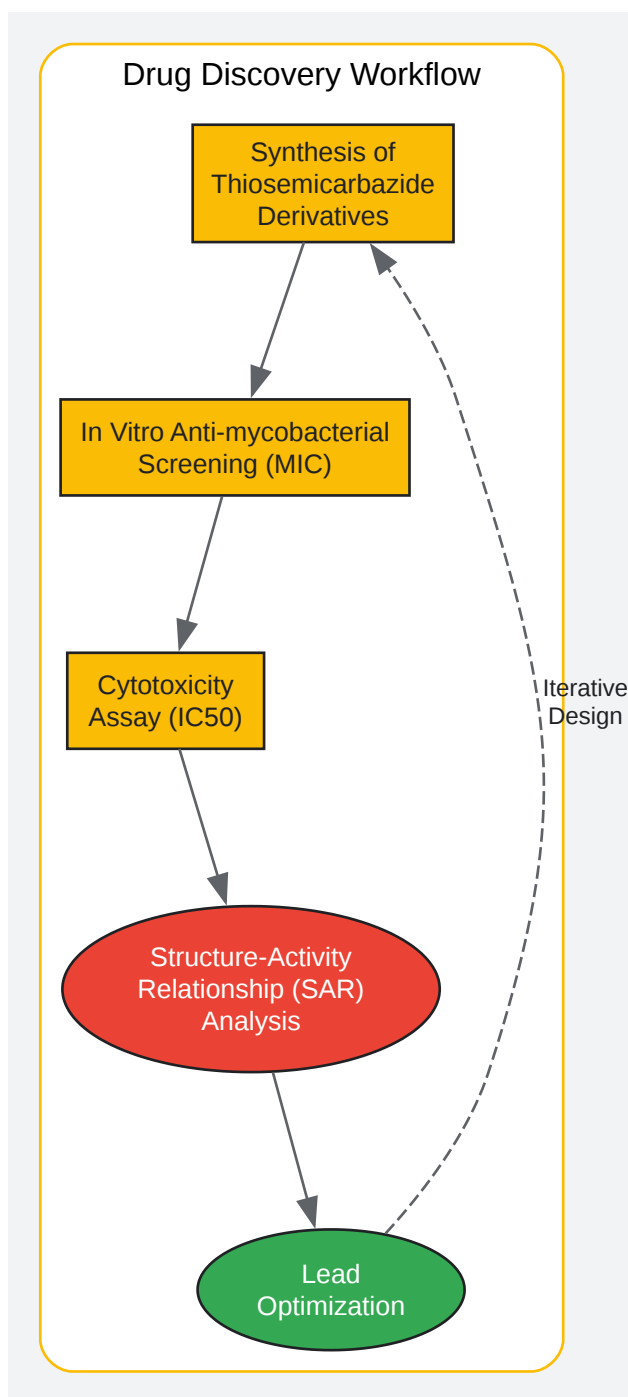 Drug Discovery Workflow
Synthesis of
Thiosemicarbazide
Derivatives
In Vitro Anti-mycobacterial
Screening (MIC)
Cytotoxicity
Assay (IC50)
Iterative
Design
Structure-Activity
Relationship (SAR)
Analysis
Lead
Optimization